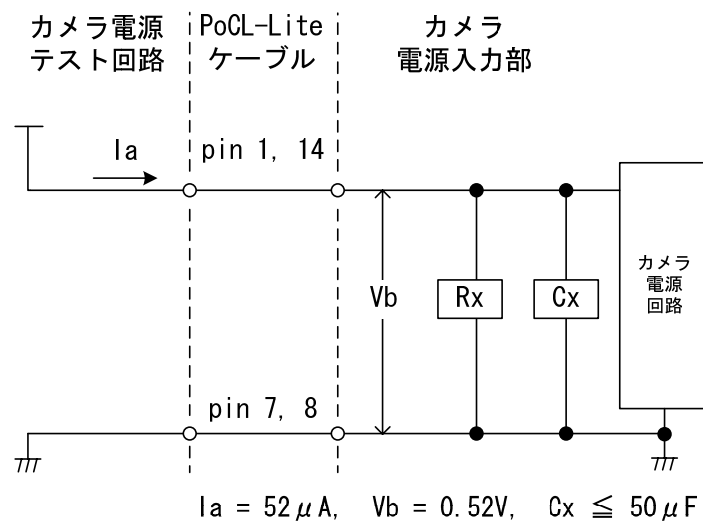 カメラ電源
テスト回路
PoCL-Lite
ケーブル
カメラ
電源入力部
Ia
pin 1, 14
Vb
Rx
Cx
カメラ
電源
回路
pin 7, 8
Ia = 52μA, Vb = 0.52V, Cx ≦ 50μF